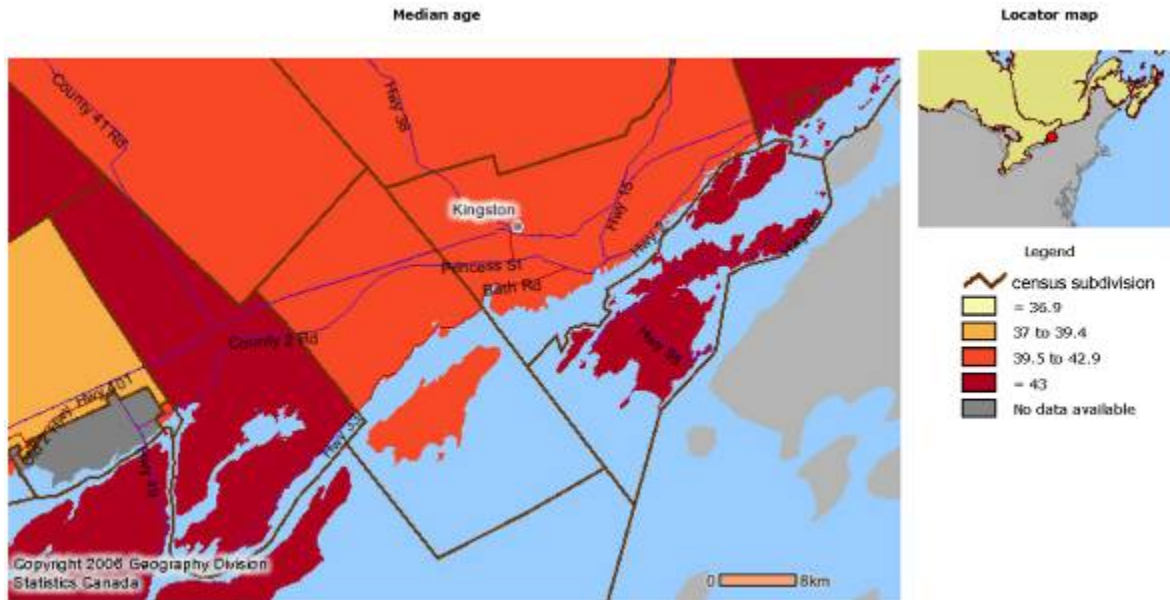 Median age
Locator map
County 41 Rd
Hwy 38
Hwy 15
Kingston
Hwy 2
Princess St
Bath Rd
County 2 Rd
Hwy 401
Hwy 33
Legend
census subdivision
= 36.9
37 to 39.4
39.5 to 42.9
= 43
No data available
Copyright 2006 Geography Division
Statistics Canada
0 8km